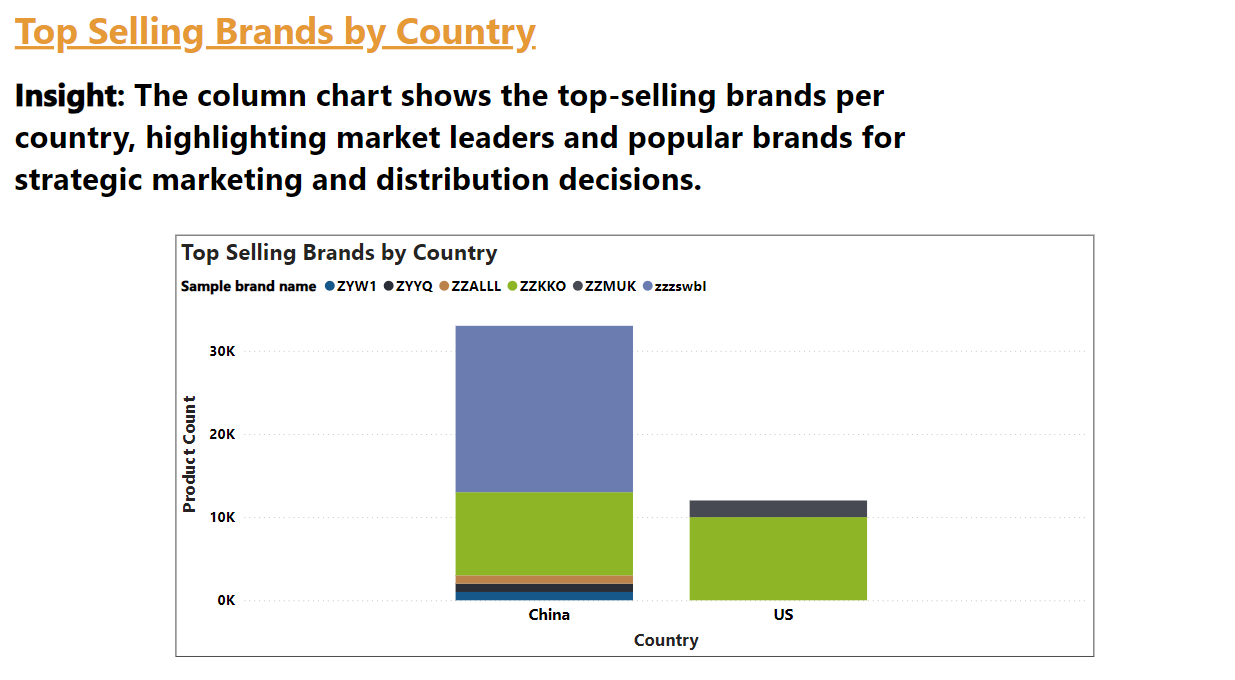 Top Selling Brands by Country
Insight: The column chart shows the top-selling brands per
country, highlighting market leaders and popular brands for
strategic marketing and distribution decisions.
Top Selling Brands by Country
Sample brand name ZYW1 ZYYQ ZZALLL ZZKKO ZZMUK zzzswbl
30K
20K
10K
0K
Product Count
China US
Country